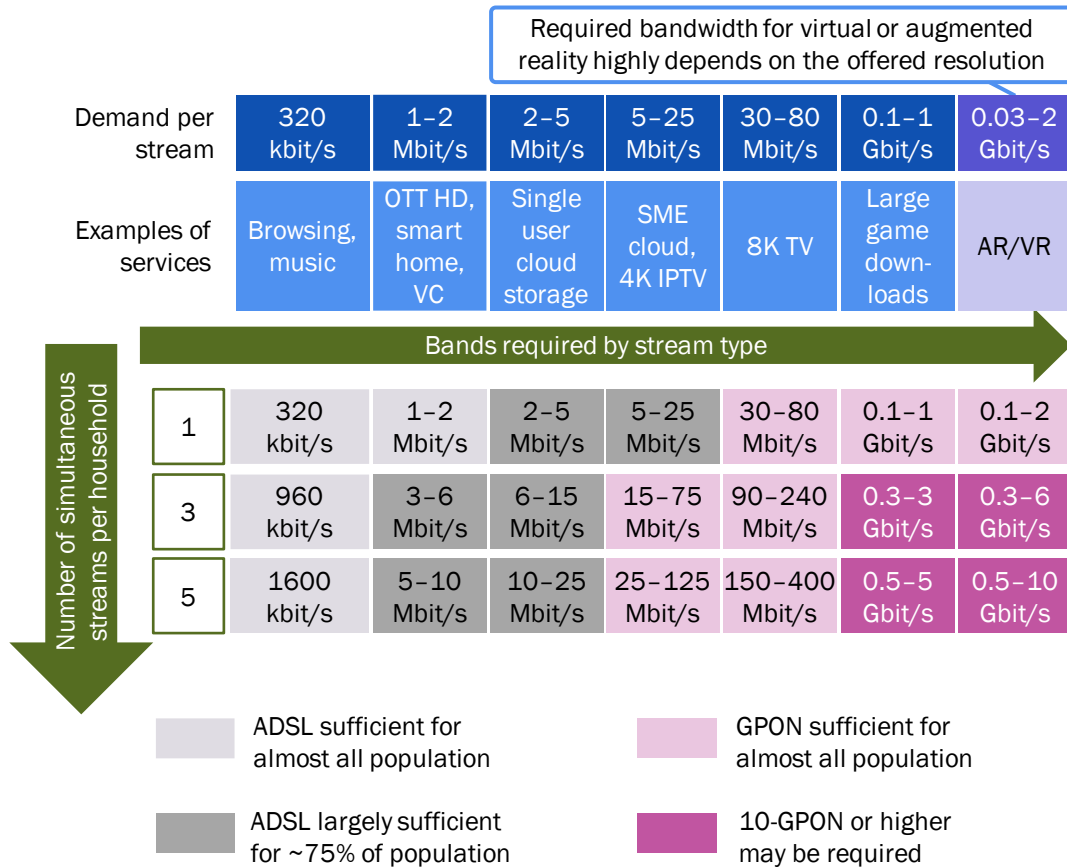 Required bandwidth for virtual or augmented
reality highly depends on the offered resolution
Demand per
stream
320
kbit/s
1–2
Mbit/s
2–5
Mbit/s
5–25
Mbit/s
30–80
Mbit/s
0.1–1
Gbit/s
0.03–2
Gbit/s
Examples of
services
Browsing,
music
OTT HD,
smart
home,
VC
Single
user
cloud
storage
SME
cloud,
4K IPTV
8K TV
Large
game
down-
loads
AR/VR
Bands required by stream type
Number of simultaneous
streams per household
1
320
kbit/s
1–2
Mbit/s
2–5
Mbit/s
5–25
Mbit/s
30–80
Mbit/s
0.1–1
Gbit/s
0.1–2
Gbit/s
3
960
kbit/s
3–6
Mbit/s
6–15
Mbit/s
15–75
Mbit/s
90–240
Mbit/s
0.3–3
Gbit/s
0.3–6
Gbit/s
5
1600
kbit/s
5–10
Mbit/s
10–25
Mbit/s
25–125
Mbit/s
150–400
Mbit/s
0.5–5
Gbit/s
0.5–10
Gbit/s
ADSL sufficient for
almost all population
GPON sufficient for
almost all population
ADSL largely sufficient
for ~75% of population
10-GPON or higher
may be required